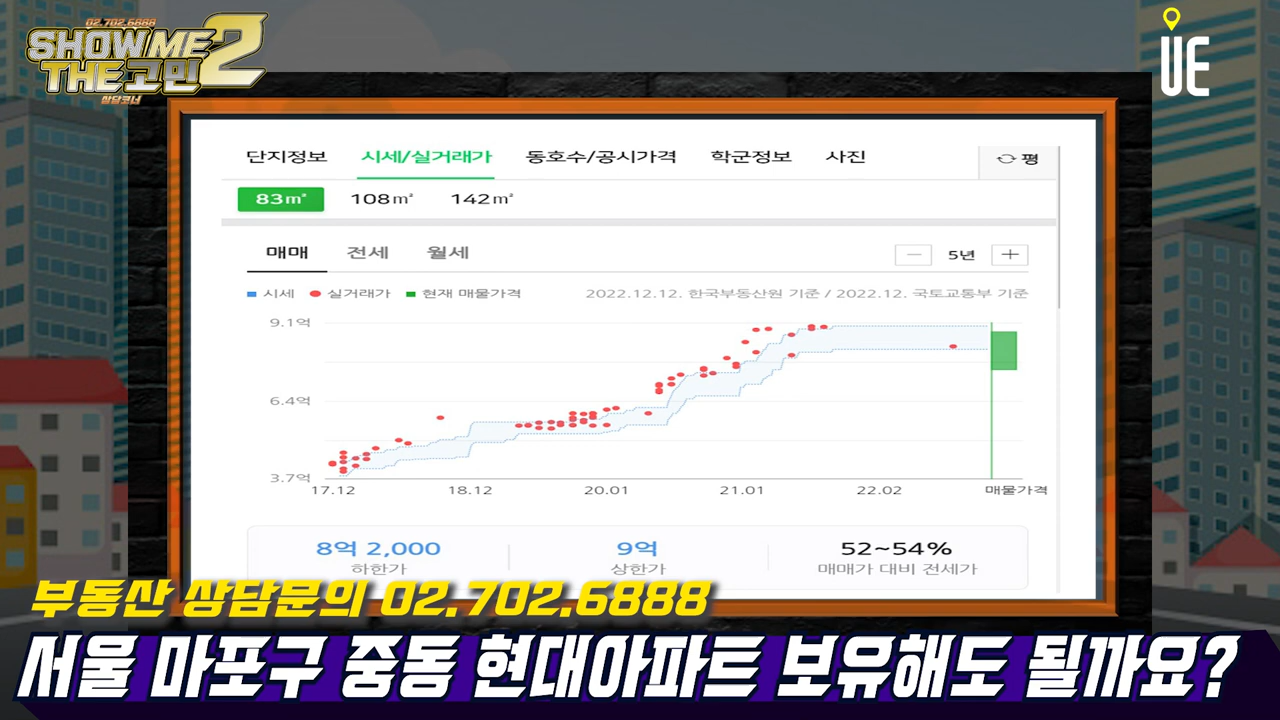 02.702.6888
SHOW ME
THE고민2
상담코너
UE
단지정보 시세/실거래가 동호수/공시가격 학군정보 사진 평
83㎡ 108㎡ 142㎡
매매 전세 월세 - 5년 +
시세 실거래가 현재 매물가격 2022.12.12. 한국부동산원 기준 / 2022.12. 국토교통부 기준
9.1억
6.4억
3.7억
17.12 18.12 20.01 21.01 22.02 매물가격
8억 2,000 9억 52~54%
하한가 상한가 매매가 대비 전세가
부동산 상담문의 02.702.6888
서울 마포구 중동 현대아파트 보유해도 될까요?